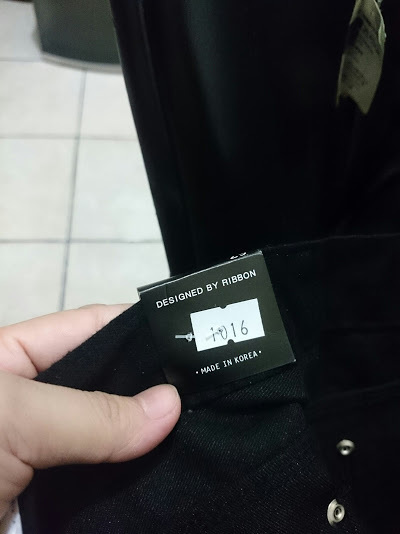 DESIGNED BY RIBBON
1016
• MADE IN KOREA •